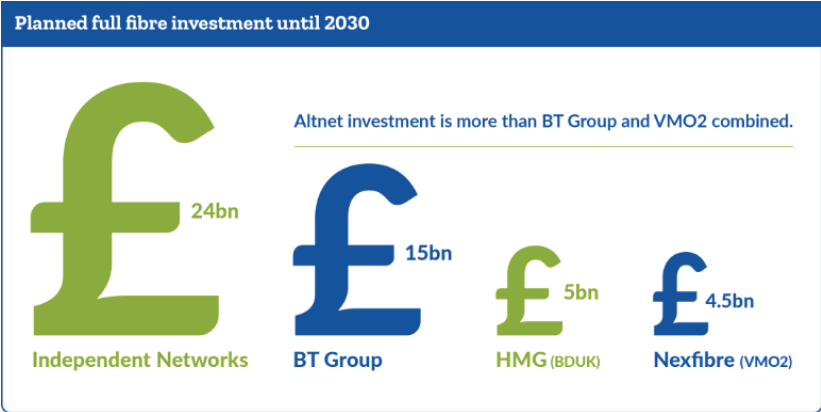 Planned full fibre investment until 2030
Altnet investment is more than BT Group and VMO2 combined.
£ 24bn
£ 15bn
£ 5bn
£ 4.5bn
Independent Networks
BT Group
HMG (BDUK)
Nexfibre (VMO2)